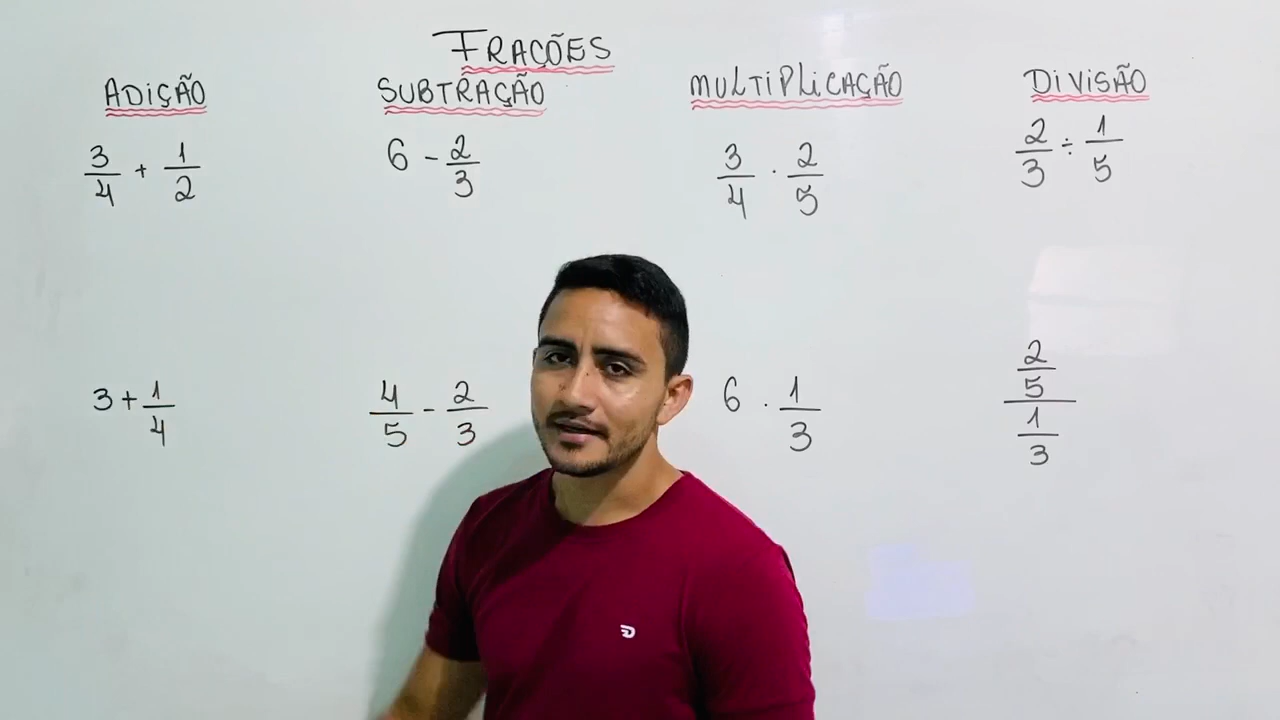 FRAÇÕES
ADIÇÃO
3/4 + 1/2
3 + 1/4
SUBTRAÇÃO
6 - 2/3
4/5 - 2/3
MULTIPLICAÇÃO
3/4 · 2/5
6 · 1/3
DIVISÃO
2/3 ÷ 1/5
2/5
1/3